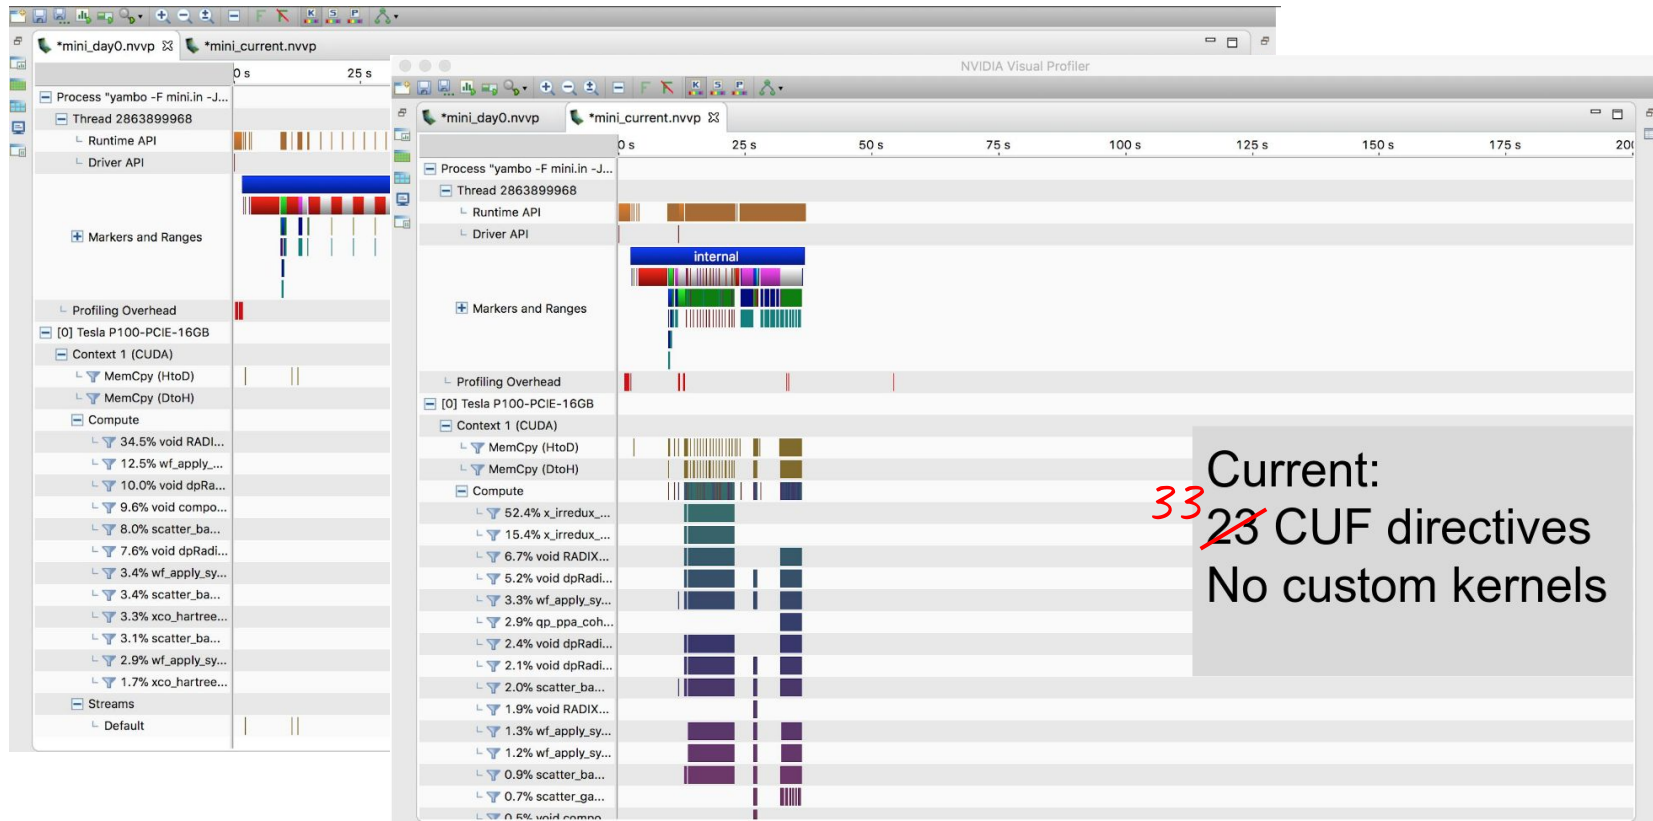 *mini_day0.nvvp
*mini_current.nvvp
0 s
25 s
Process "yambo -F mini.in -J...
Thread 2863899968
Runtime API
Driver API
Markers and Ranges
Profiling Overhead
[0] Tesla P100-PCIE-16GB
Context 1 (CUDA)
MemCpy (HtoD)
MemCpy (DtoH)
Compute
34.5% void RADI...
12.5% wf_apply_...
10.0% void dpRa...
9.6% void compo...
8.0% scatter_ba...
7.6% void dpRadi...
3.4% wf_apply_sy...
3.4% scatter_ba...
3.3% xco_hartree...
3.1% scatter_ba...
2.9% wf_apply_sy...
1.7% xco_hartree...
Streams
Default
NVIDIA Visual Profiler
*mini_day0.nvvp
*mini_current.nvvp
0 s
25 s
50 s
75 s
100 s
125 s
150 s
175 s
Process "yambo -F mini.in -J...
Thread 2863899968
Runtime API
Driver API
internal
Markers and Ranges
Profiling Overhead
[0] Tesla P100-PCIE-16GB
Context 1 (CUDA)
MemCpy (HtoD)
MemCpy (DtoH)
Compute
52.4% x_irredux_...
15.4% x_irredux_...
6.7% void RADIX...
5.2% void dpRadi...
3.3% wf_apply_sy...
2.9% qp_ppa_coh...
2.4% void dpRadi...
2.1% void dpRadi...
2.0% scatter_ba...
1.9% void RADIX...
1.3% wf_apply_sy...
1.2% wf_apply_sy...
0.9% scatter_ba...
0.7% scatter_ga...
0.5% void compo
Current:
33 23 CUF directives
No custom kernels